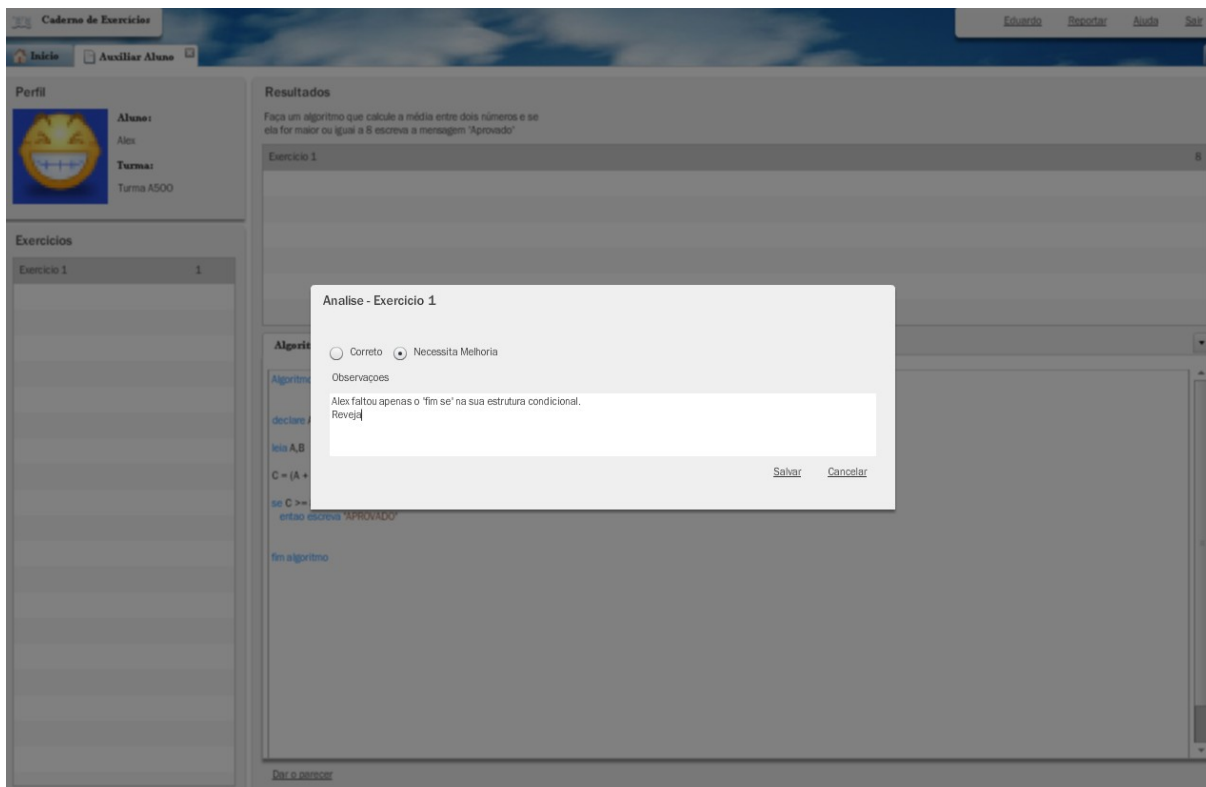 Caderno de Exercicios
Eduardo Reportar Ajuda Sair
Inicio Auxiliar Aluno
Perfil
Aluno:
Alex
Turma:
Turma A500
Exercicios
Exercicio 1 1
Resultados
Faça um algoritmo que calcule a média entre dois números e se
ela for maior ou igual a 8 escreva a mensagem 'Aprovado'
Exercicio 1 8
Analise - Exercicio 1
Correto Necessita Melhoria
Observaçoes
Alex faltou apenas o 'fim se' na sua estrutura condicional.
Reveja
Salvar Cancelar
declare
leia A,B
C = (A +
se C >=
entao escreva "APROVADO"
fim algoritmo
Dar o parecer